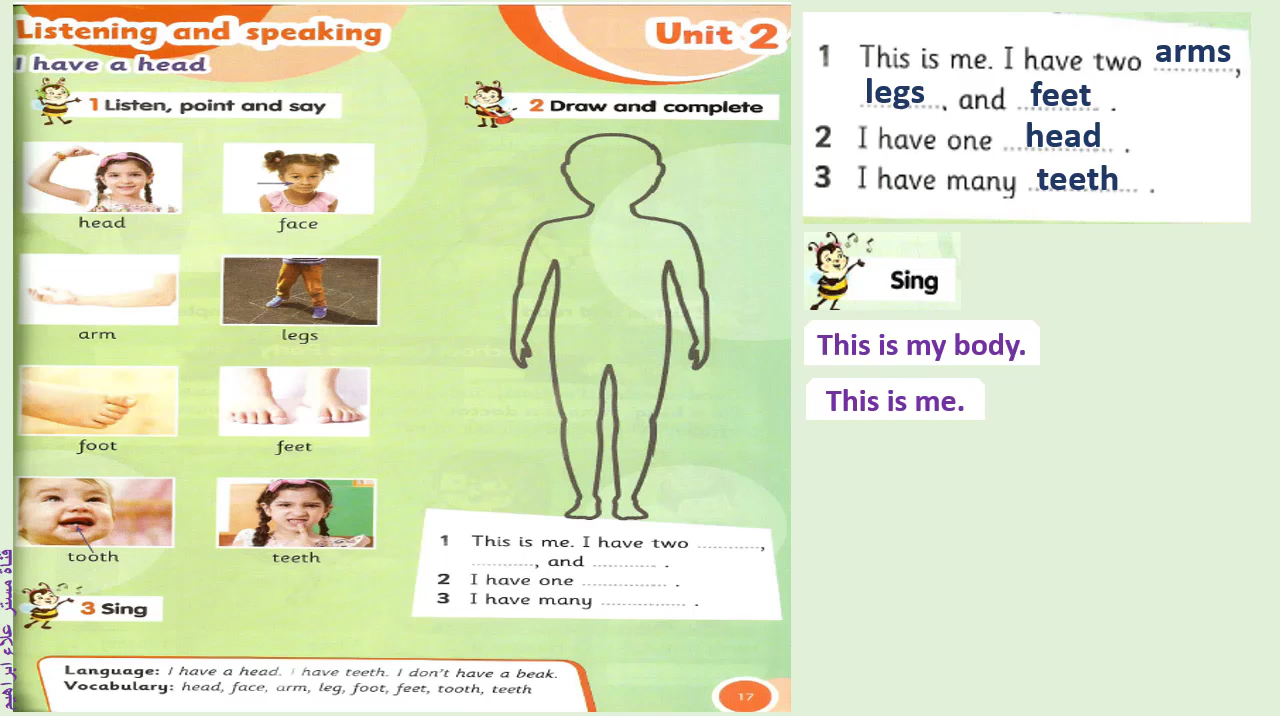 Listening and speaking
I have a head
Unit 2
1 Listen, point and say
head
face
arm
legs
foot
feet
tooth
teeth
3 Sing
2 Draw and complete
1 This is me. I have two ............,
............, and ............ .
2 I have one ............ .
3 I have many ............ .
Language: I have a head. I have teeth. I don't have a beak.
Vocabulary: head, face, arm, leg, foot, feet, tooth, teeth
17
قناة مستر علاء ابراهيم
1 This is me. I have two arms,
legs, and feet.
2 I have one head.
3 I have many teeth.
Sing
This is my body.
This is me.